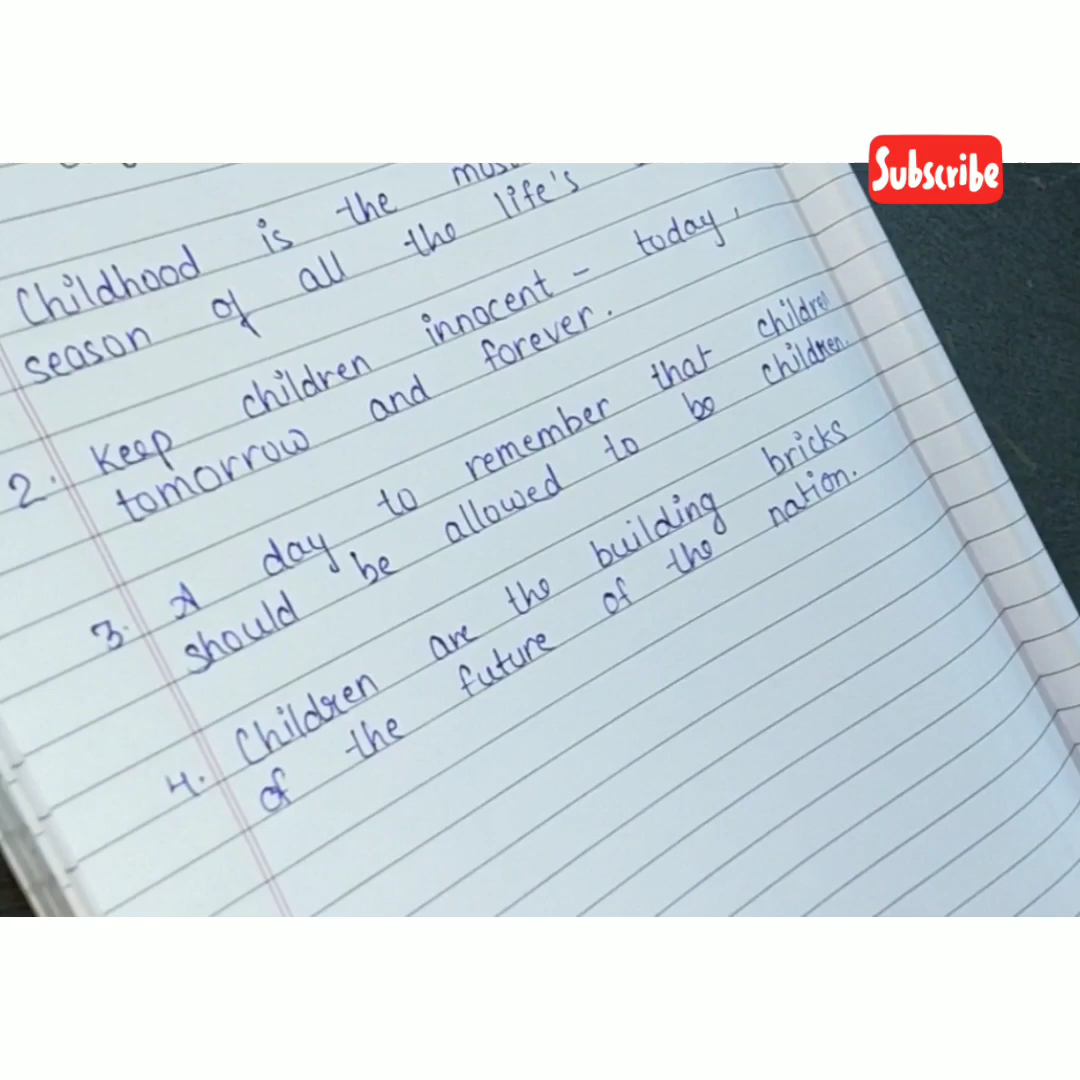 Subscribe
Childhood is the
season of all the life's
2. Keep children innocent - today,
tomorrow and forever.
3. A day to remember that children
should be allowed to be children.
4. Children are the building bricks
of the future of the nation.